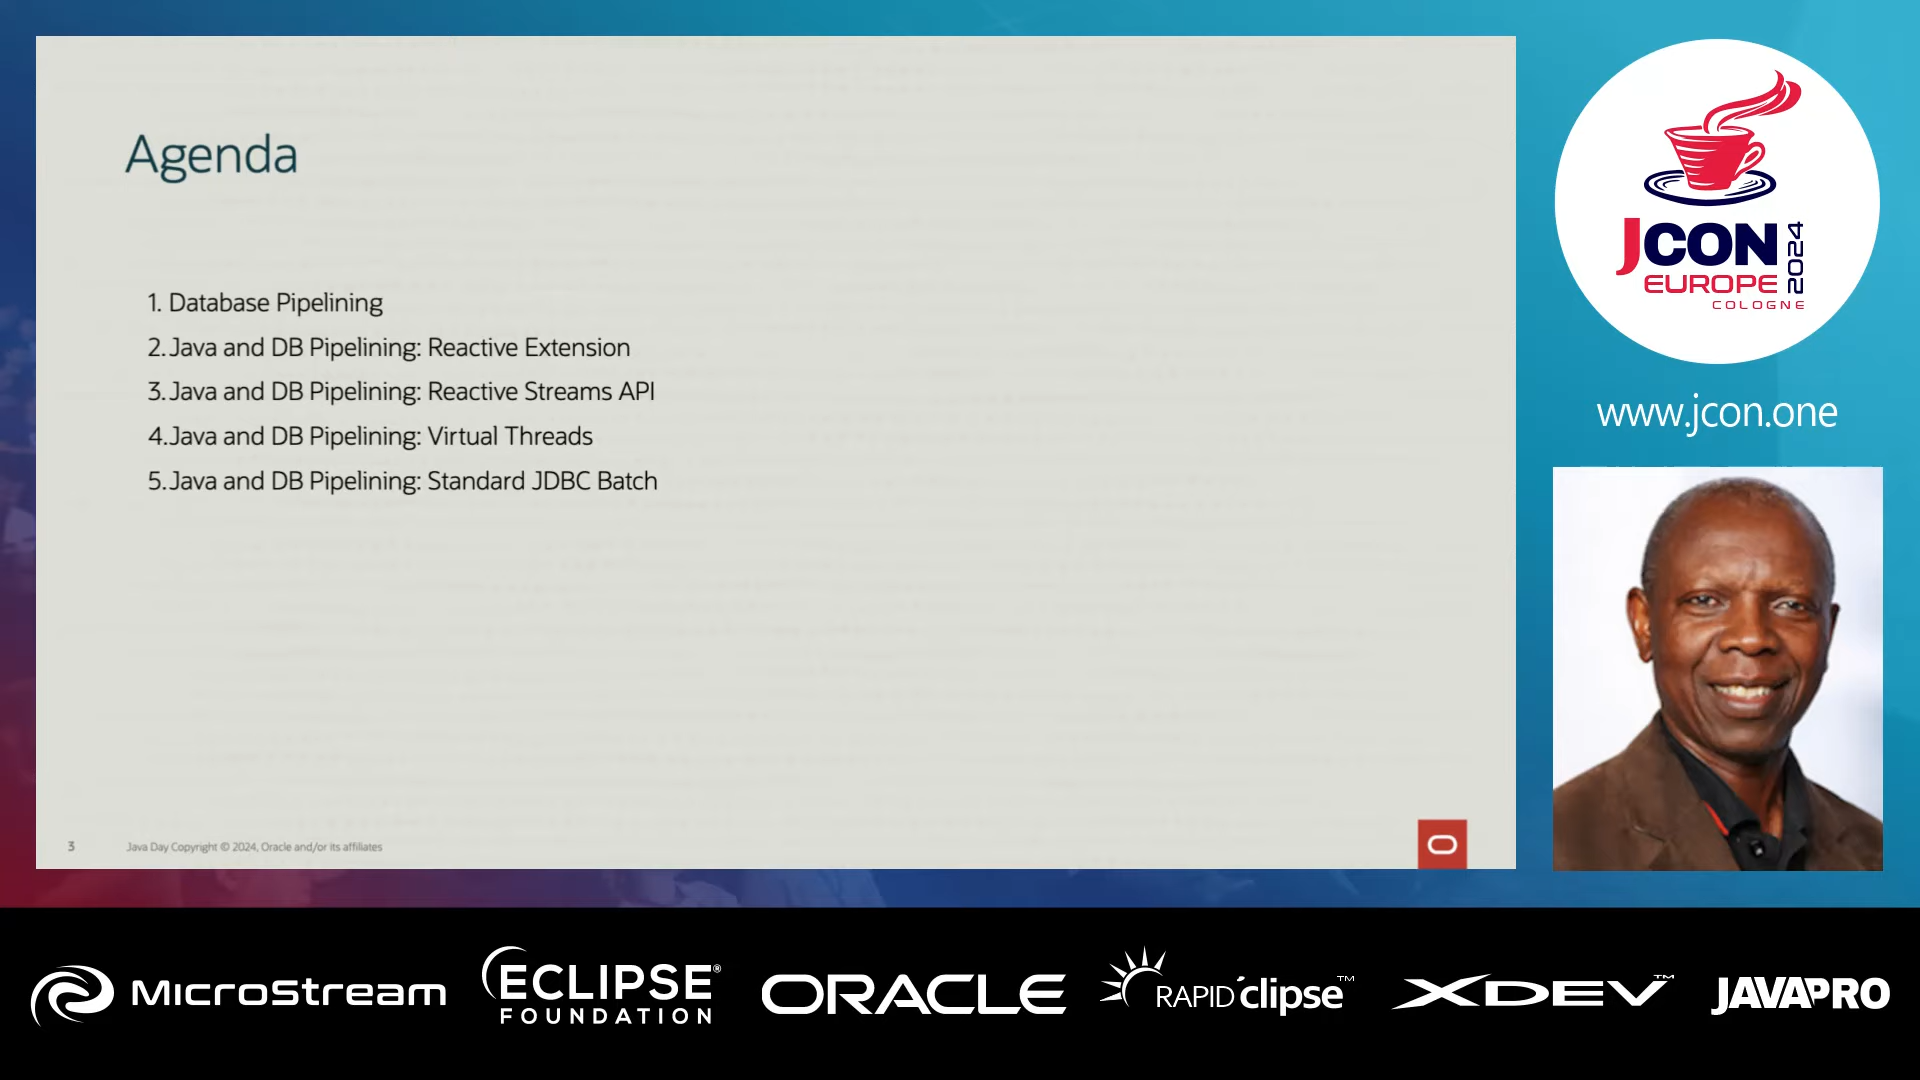 Agenda
1. Database Pipelining
2. Java and DB Pipelining: Reactive Extension
3. Java and DB Pipelining: Reactive Streams API
4. Java and DB Pipelining: Virtual Threads
5. Java and DB Pipelining: Standard JDBC Batch
3 Java Day Copyright © 2024, Oracle and/or its affiliates
JCON 2024
EUROPE
COLOGNE
www.jcon.one
MicroStream
ECLIPSE®
FOUNDATION
ORACLE
RAPID clipse™
XDEV™
JAVAPRO